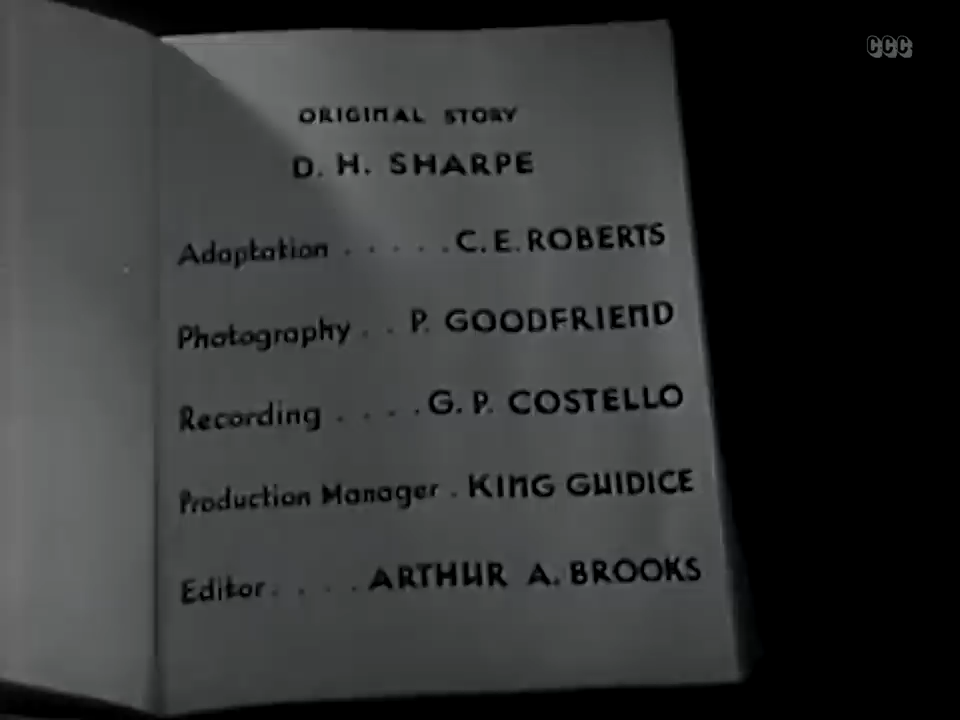 CCC
ORIGINAL STORY
D. H. SHARPE
Adaptation . . . . . C. E. ROBERTS
Photography . . P. GOODFRIEND
Recording . . . . G. P. COSTELLO
Production Manager . KING GUIDICE
Editor . . . . ARTHUR A. BROOKS